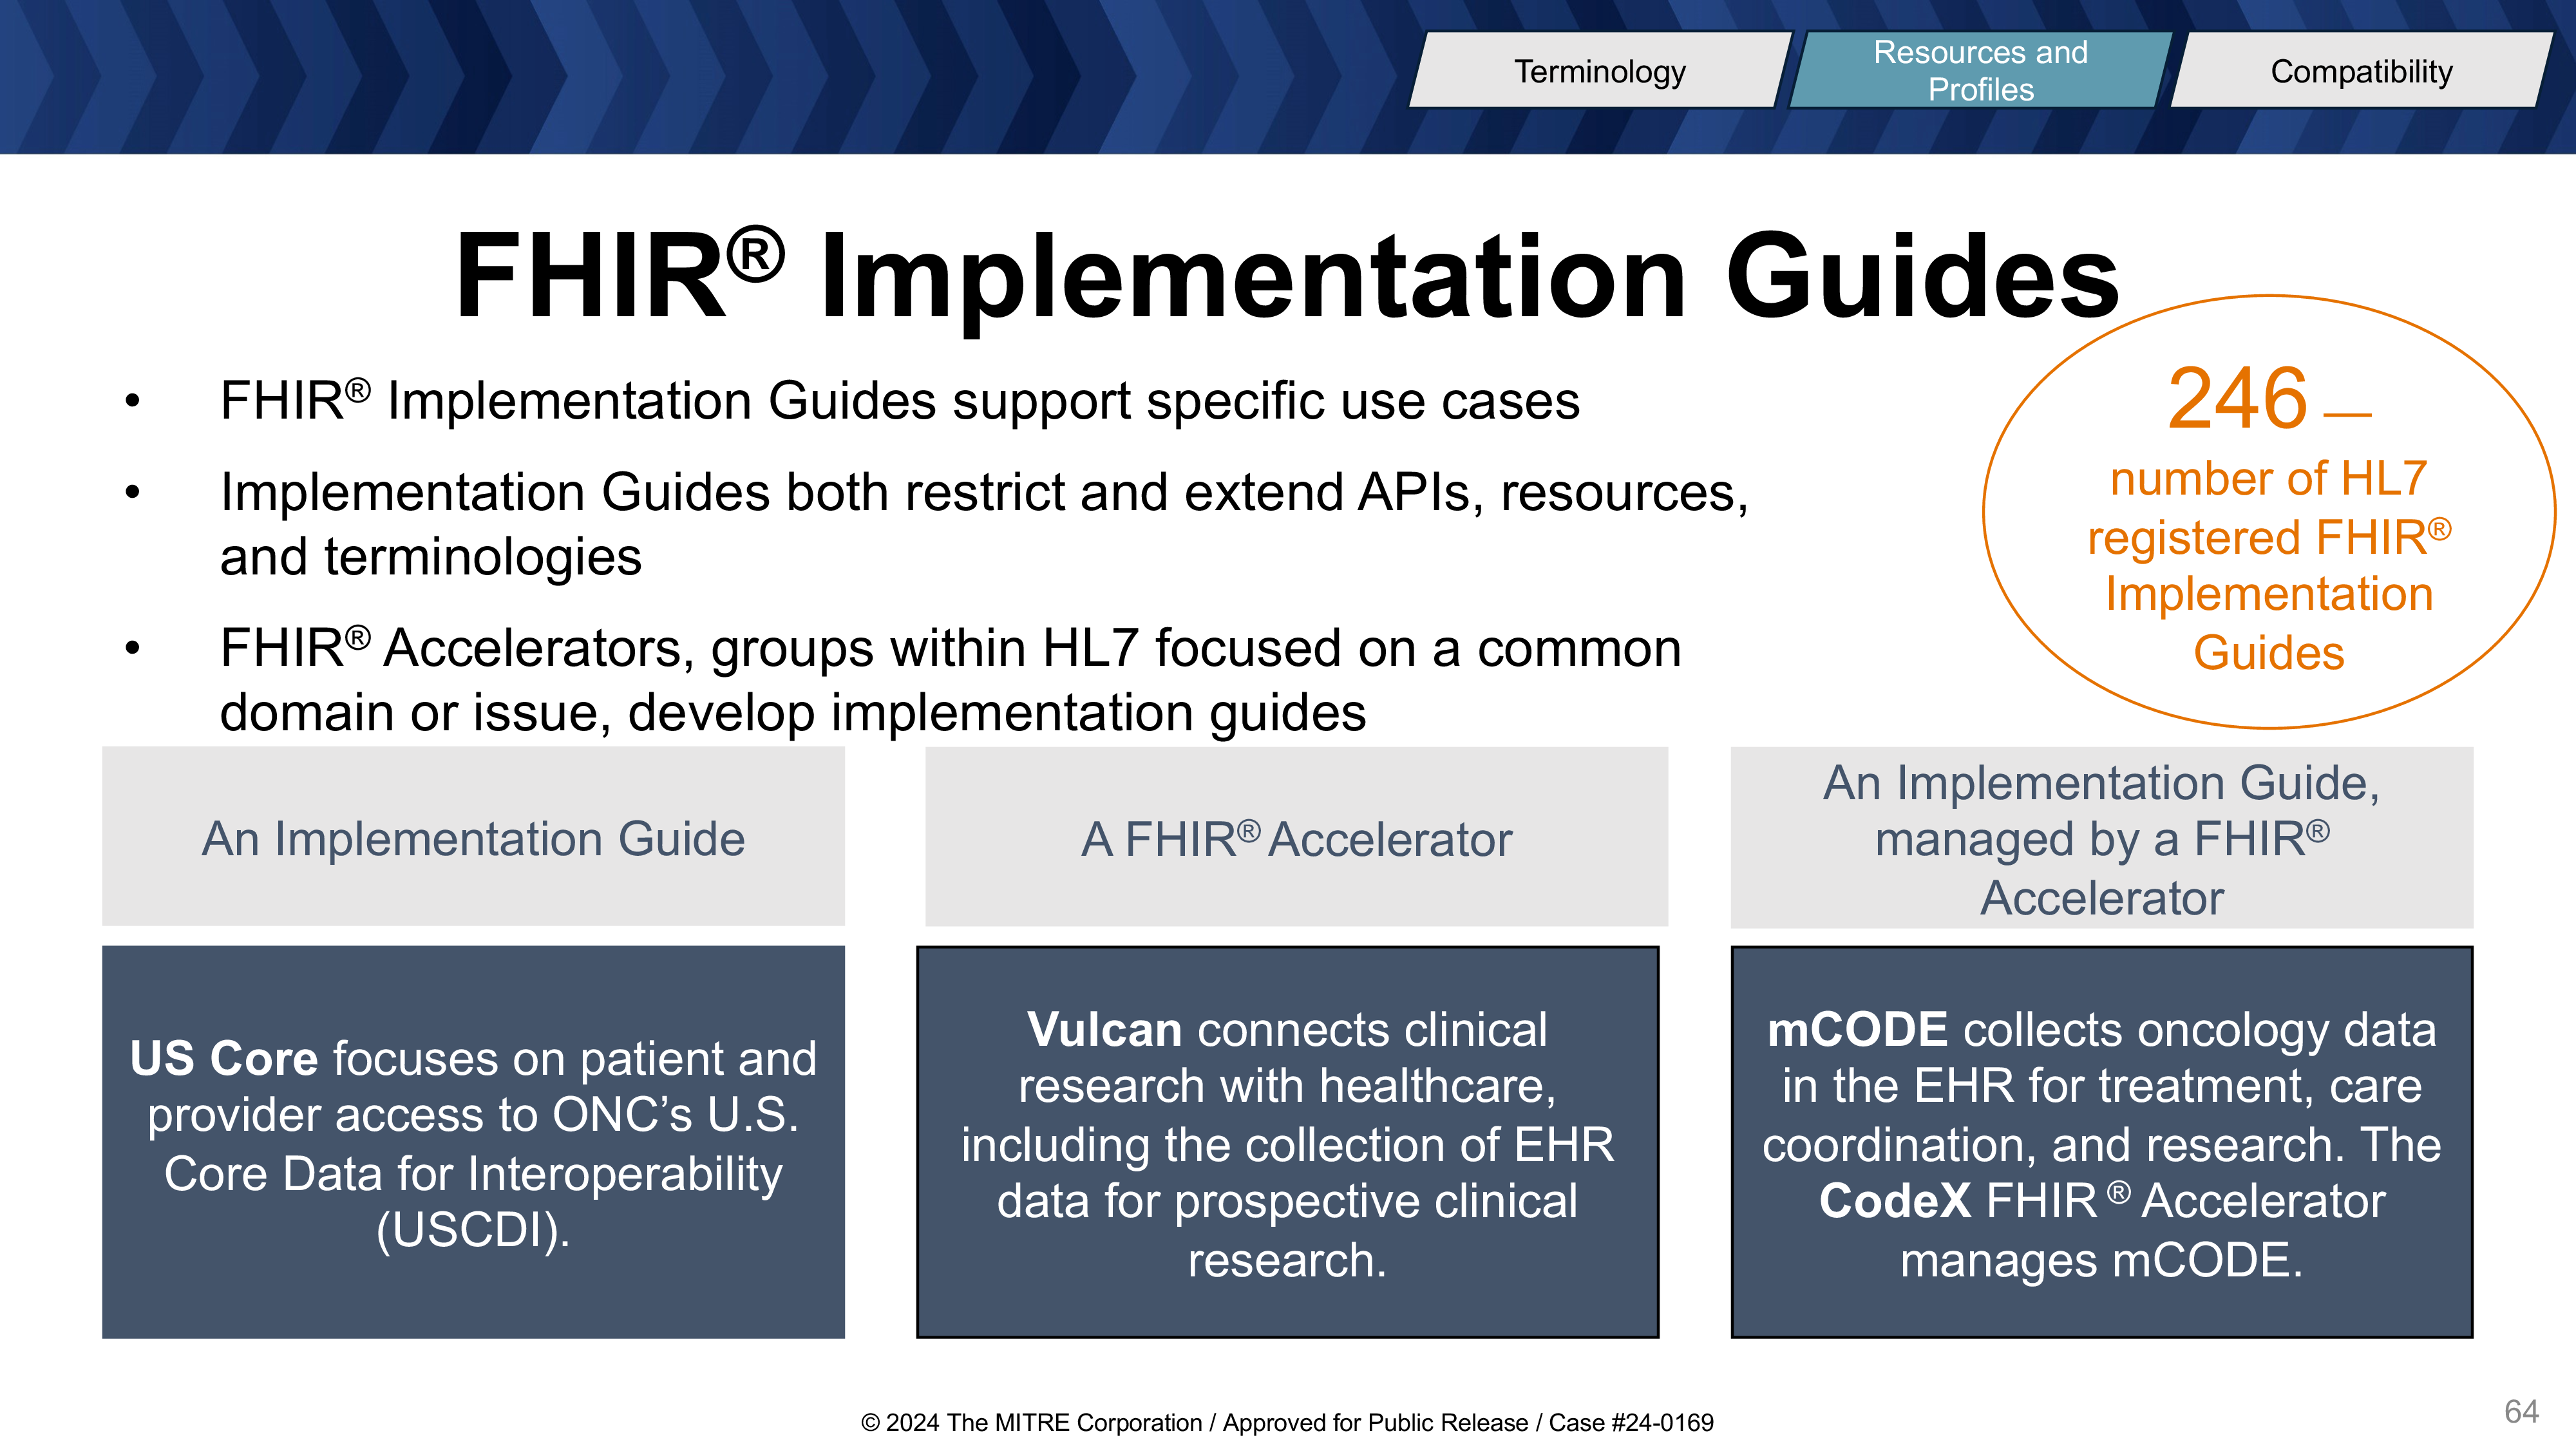 Terminology
Resources and
Profiles
Compatibility
FHIR® Implementation Guides
• FHIR® Implementation Guides support specific use cases
• Implementation Guides both restrict and extend APIs, resources,
and terminologies
• FHIR® Accelerators, groups within HL7 focused on a common
domain or issue, develop implementation guides
246 —
number of HL7
registered FHIR®
Implementation
Guides
An Implementation Guide
US Core focuses on patient and
provider access to ONC’s U.S.
Core Data for Interoperability
(USCDI).
A FHIR® Accelerator
Vulcan connects clinical
research with healthcare,
including the collection of EHR
data for prospective clinical
research.
An Implementation Guide,
managed by a FHIR®
Accelerator
mCODE collects oncology data
in the EHR for treatment, care
coordination, and research. The
CodeX FHIR ® Accelerator
manages mCODE.
© 2024 The MITRE Corporation / Approved for Public Release / Case #24-0169
64